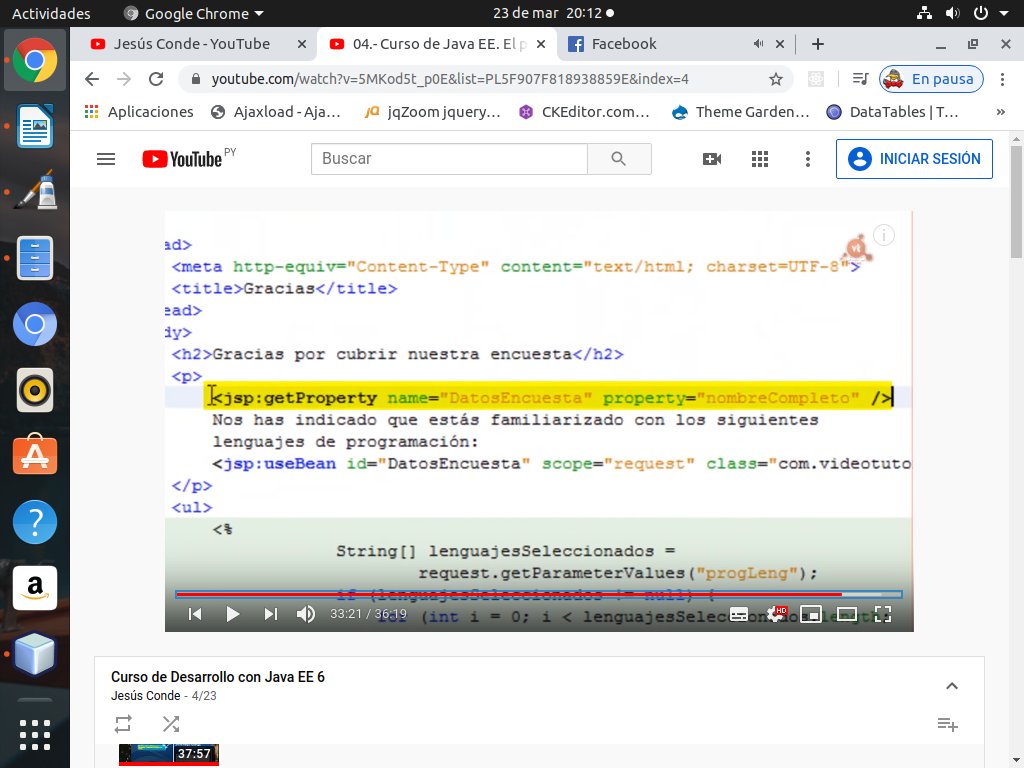 Actividades Google Chrome 23 de mar 20:12
Jesús Conde - YouTube 04.- Curso de Java EE. El p Facebook
youtube.com/watch?v=5MKod5t_p0E&list=PL5F907F818938859E&index=4 En pausa
Aplicaciones Ajaxload - Aja... jqZoom jquery... CKEditor.com... Theme Garden... DataTables | T... »
YouTube PY Buscar INICIAR SESIÓN
ad>
<meta http-equiv="Content-Type" content="text/html; charset=UTF-8">
<title>Gracias</title>
ead>
dy>
<h2>Gracias por cubrir nuestra encuesta</h2>
<p>
<jsp:getProperty name="DatosEncuesta" property="nombreCompleto" />
Nos has indicado que estás familiarizado con los siguientes
lenguajes de programación:
<jsp:useBean id="DatosEncuesta" scope="request" class="com.videotuto
</p>
<ul>
<%
String[] lenguajesSeleccionados =
request.getParameterValues("progLeng");
if (lenguajesSeleccionados != null) {
33:21 / 36:19 HD
for (int i = 0; i < lenguajesSeleccionados.length;
Curso de Desarrollo con Java EE 6
Jesús Conde - 4/23
37:57